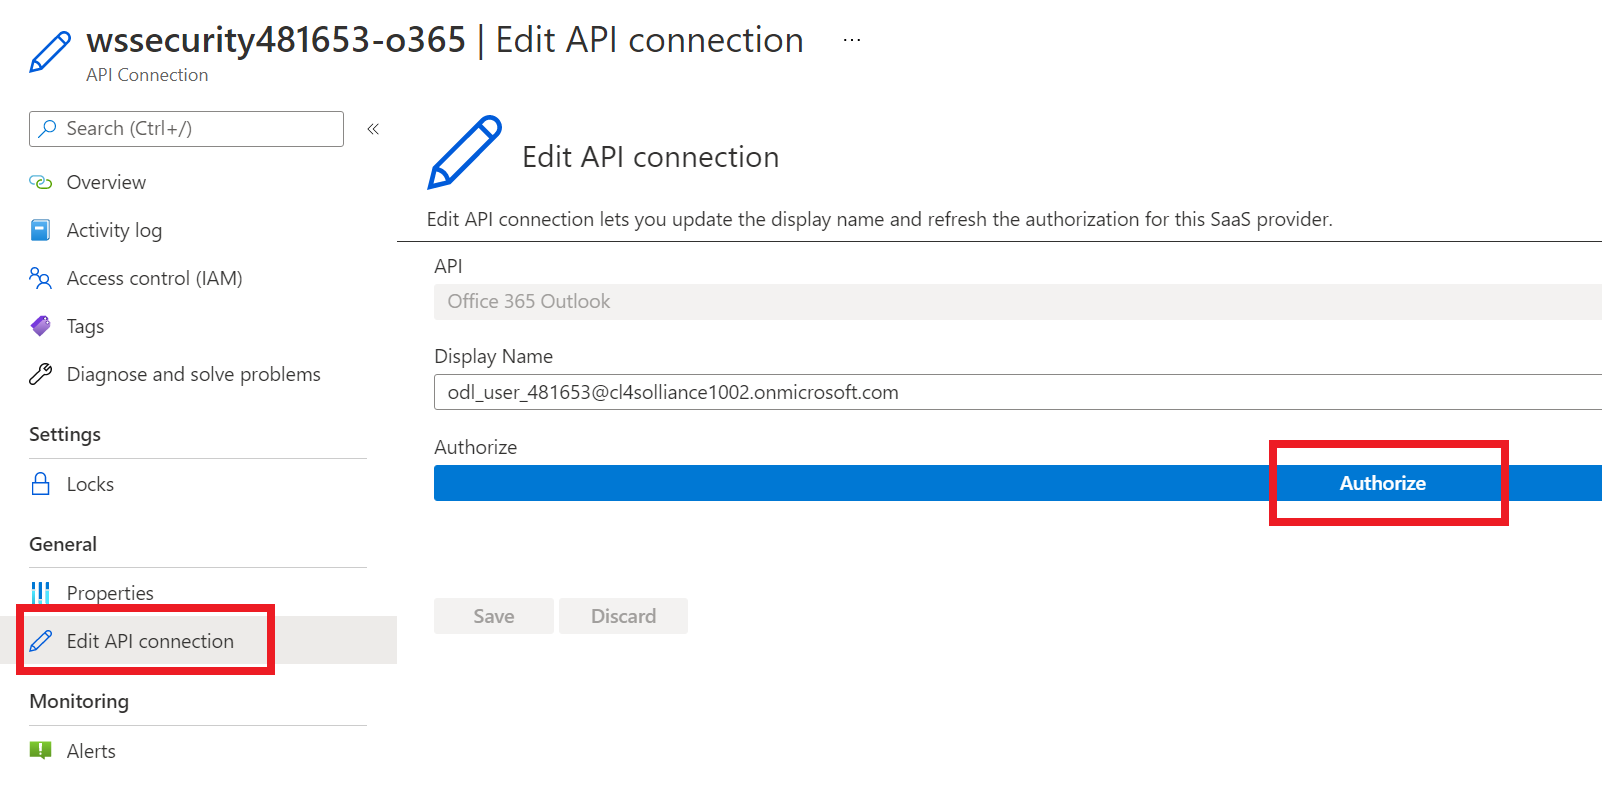 wssecurity481653-o365 | Edit API connection ...
API Connection
Search (Ctrl+/)
«
Overview
Activity log
Access control (IAM)
Tags
Diagnose and solve problems
Settings
Locks
General
Properties
Edit API connection
Monitoring
Alerts
Edit API connection
Edit API connection lets you update the display name and refresh the authorization for this SaaS provider.
API
Office 365 Outlook
Display Name
odl_user_481653@cl4solliance1002.onmicrosoft.com
Authorize
Authorize
Save Discard